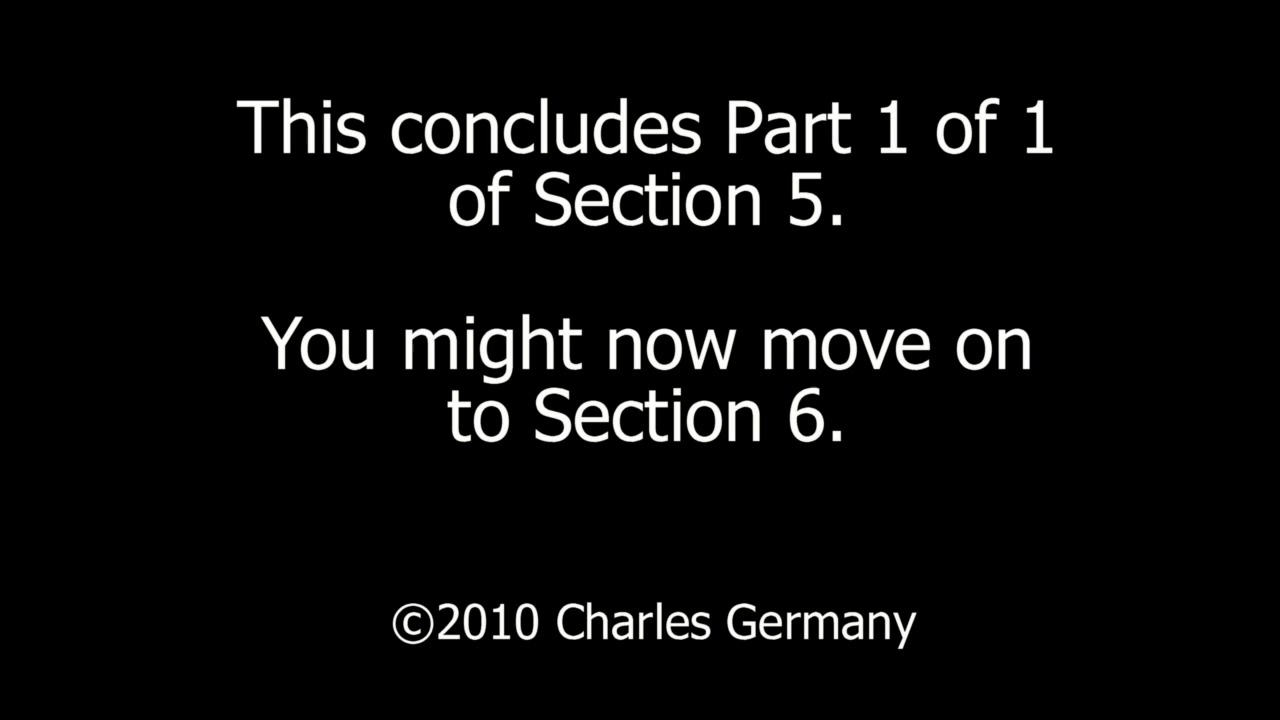 This concludes Part 1 of 1
of Section 5.
You might now move on
to Section 6.
©2010 Charles Germany